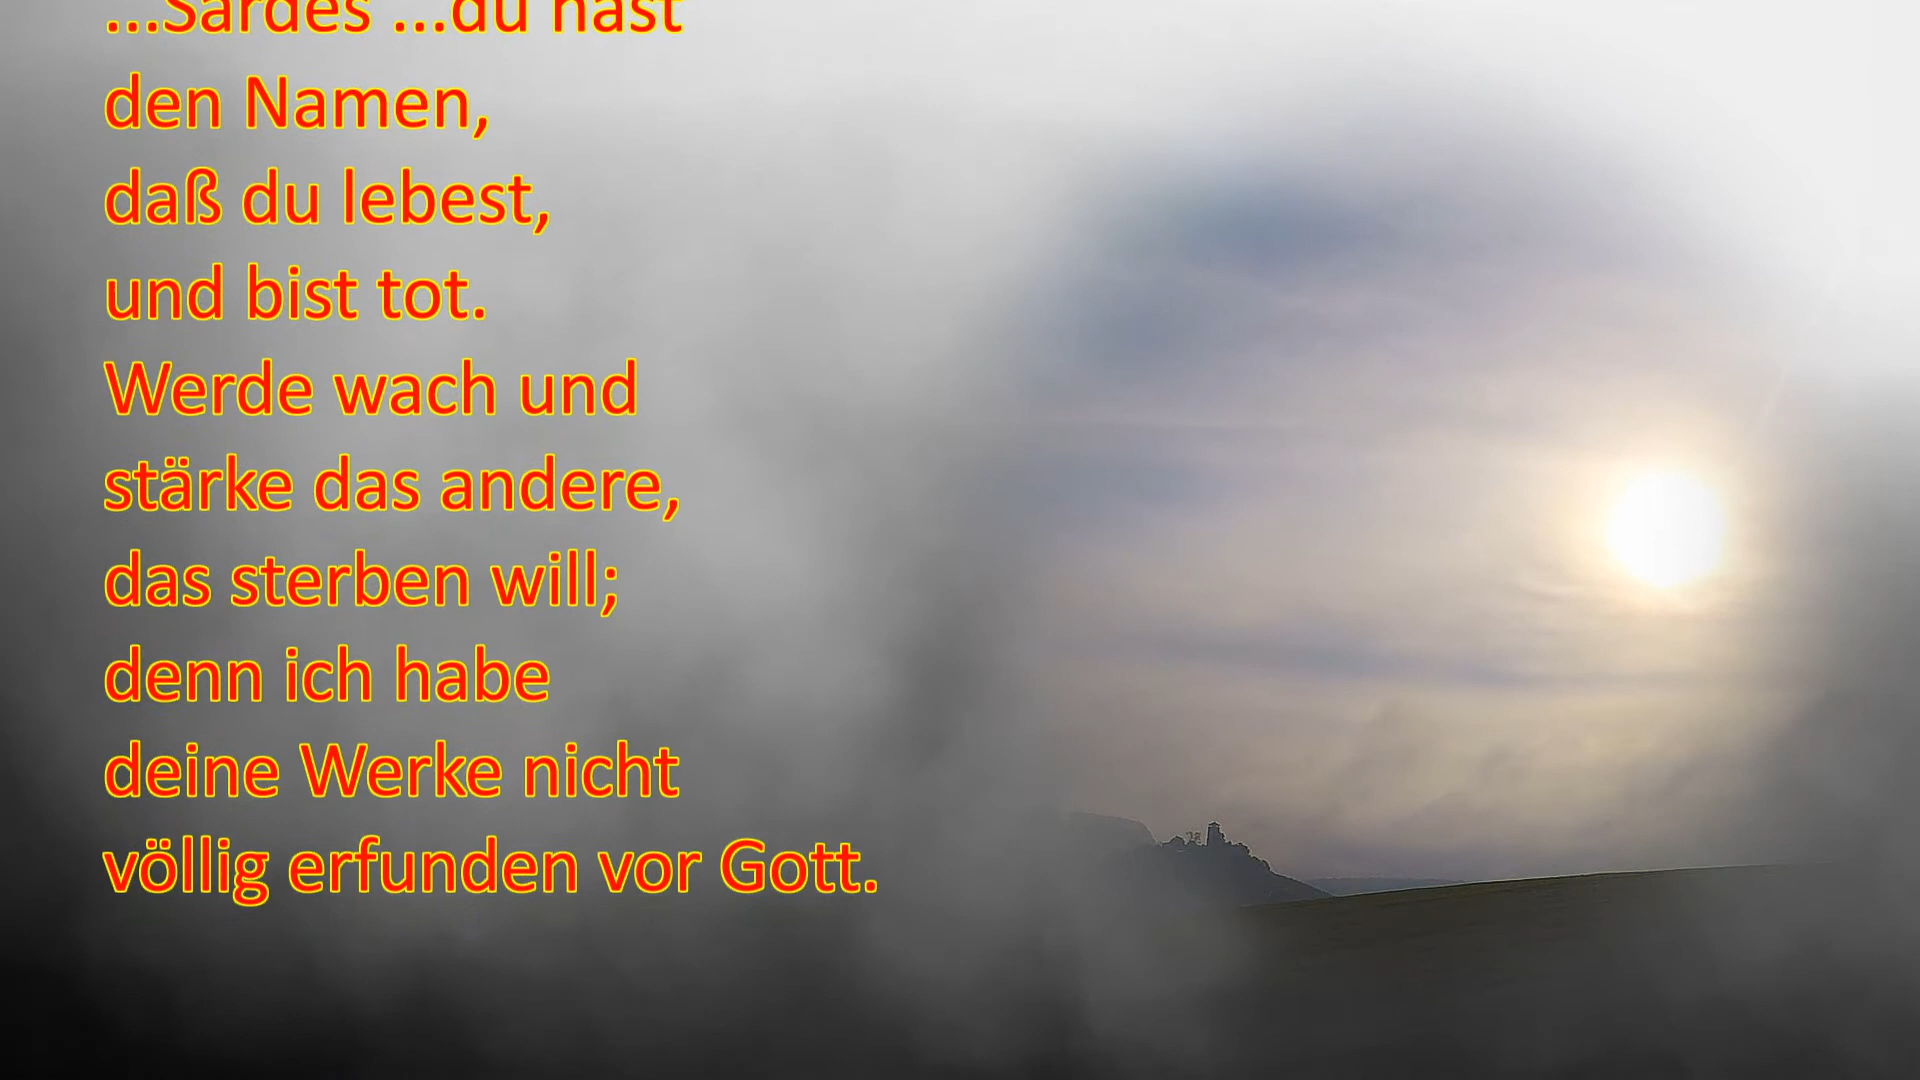 ...Sardes ...du hast
den Namen,
daß du lebest,
und bist tot.
Werde wach und
stärke das andere,
das sterben will;
denn ich habe
deine Werke nicht
völlig erfunden vor Gott.